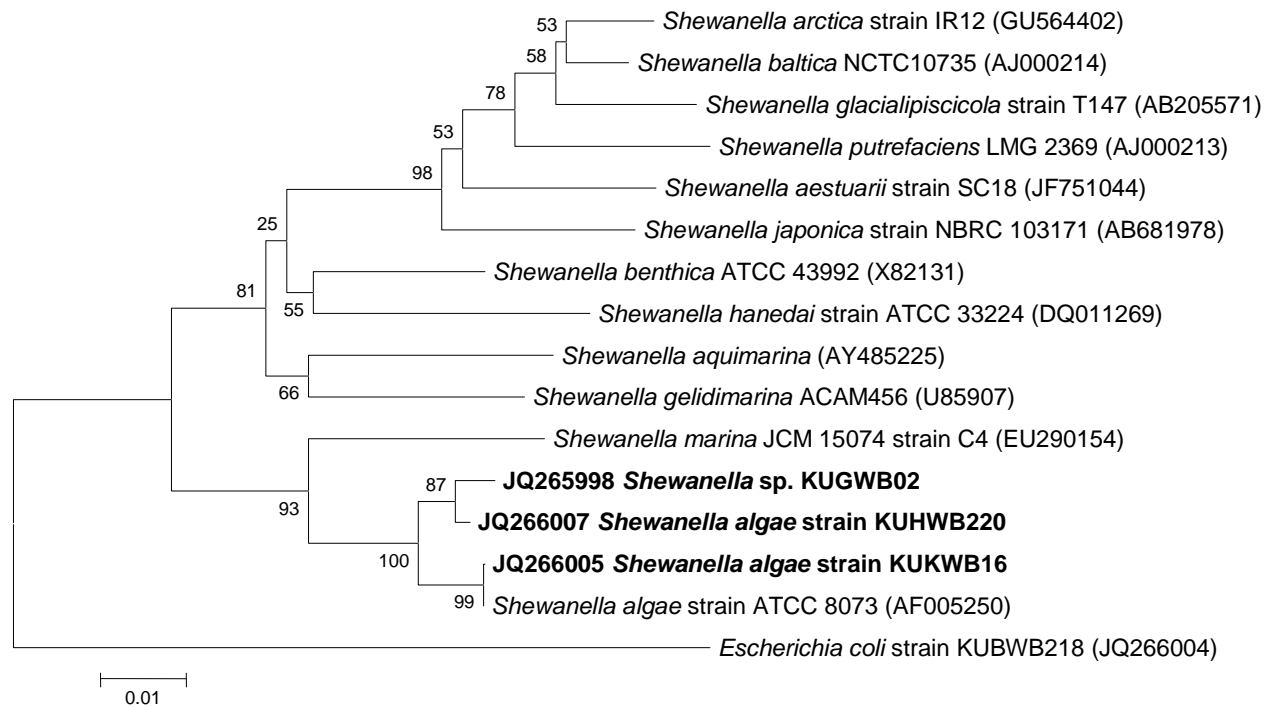 53
Shewanella arctica strain IR12 (GU564402)
58
Shewanella baltica NCTC10735 (AJ000214)
78
Shewanella glacialipiscicola strain T147 (AB205571)
53
Shewanella putrefaciens LMG 2369 (AJ000213)
98
Shewanella aestuarii strain SC18 (JF751044)
25
Shewanella japonica strain NBRC 103171 (AB681978)
Shewanella benthica ATCC 43992 (X82131)
81
55
Shewanella hanedai strain ATCC 33224 (DQ011269)
Shewanella aquimarina (AY485225)
66
Shewanella gelidimarina ACAM456 (U85907)
Shewanella marina JCM 15074 strain C4 (EU290154)
87
JQ265998 Shewanella sp. KUGWB02
93
JQ266007 Shewanella algae strain KUHWB220
100
JQ266005 Shewanella algae strain KUKWB16
99
Shewanella algae strain ATCC 8073 (AF005250)
Escherichia coli strain KUBWB218 (JQ266004)
0.01